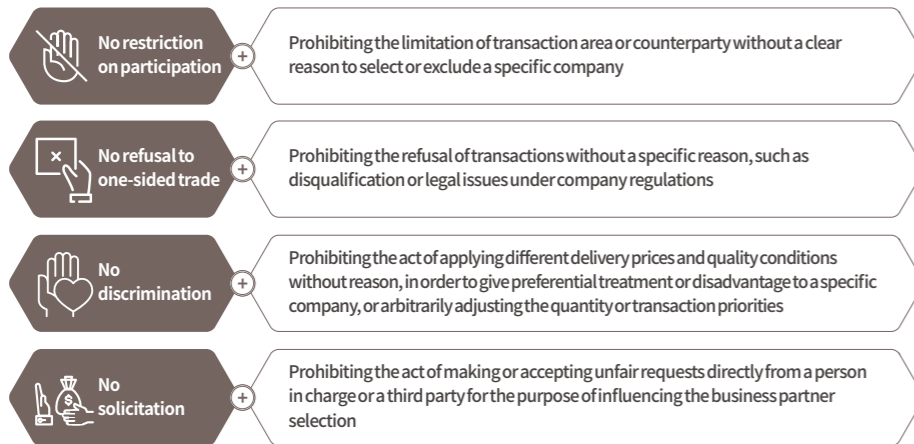 No restriction
on participation
Prohibiting the limitation of transaction area or counterparty without a clear
reason to select or exclude a specific company
No refusal to
one-sided trade
Prohibiting the refusal of transactions without a specific reason, such as
disqualification or legal issues under company regulations
No
discrimination
Prohibiting the act of applying different delivery prices and quality conditions
without reason, in order to give preferential treatment or disadvantage to a specific
company, or arbitrarily adjusting the quantity or transaction priorities
No
solicitation
Prohibiting the act of making or accepting unfair requests directly from a person
in charge or a third party for the purpose of influencing the business partner
selection